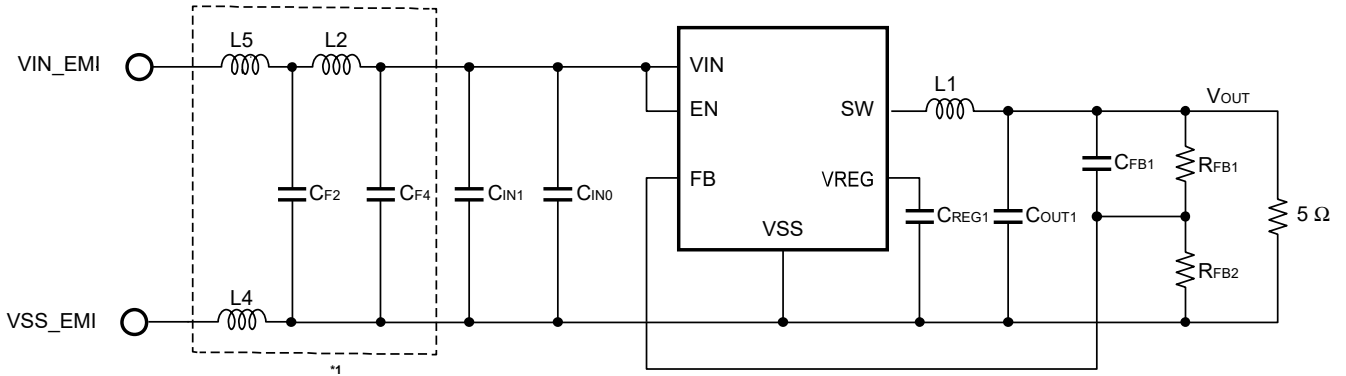 L5
L2
VIN_EMI
VIN
EN
FB
SW
VREG
VSS
L1
VOUT
CF2
CF4
CIN1
CIN0
CREG1
COUT1
CFB1
RFB1
RFB2
5 Ω
L4
VSS_EMI
*1